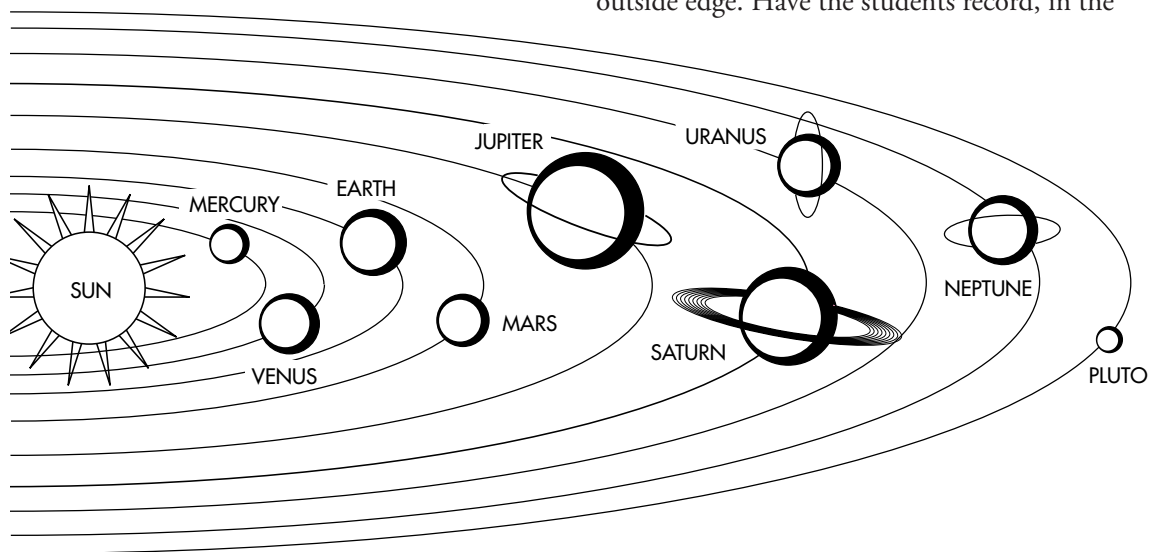 outside edge. Have the students record, in the
JUPITER
URANUS
EARTH
MERCURY
SUN
NEPTUNE
MARS
SATURN
VENUS
PLUTO